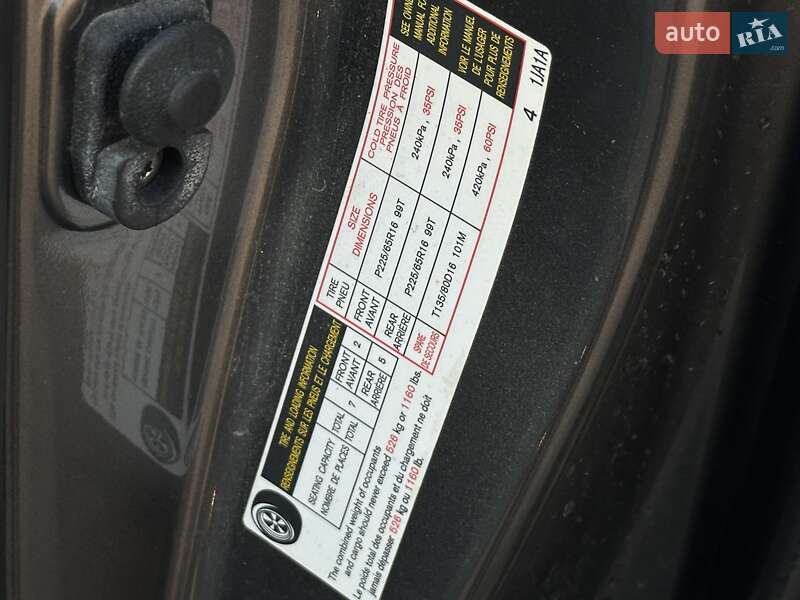 auto RIA .com
TIRE AND LOADING INFORMATION
RENSEIGNEMENTS SUR LES PNEUS ET LE CHARGEMENT
SEATING CAPACITY TOTAL 7 FRONT 2 REAR 5
NOMBRE DE PLACES TOTAL AVANT ARRIÈRE
The combined weight of occupants
and cargo should never exceed 526 kg or 1160 lbs.
Le poids total des occupants et du chargement ne doit
jamais dépasser 526 kg ou 1160 lb.
TIRE SIZE COLD TIRE PRESSURE
PNEU DIMENSIONS PRESSION DES
PNEUS À FROID
FRONT P225/65R16 99T 240kPa, 35PSI
AVANT
REAR P225/65R16 99T 240kPa, 35PSI
ARRIÈRE
SPARE T135/80D16 101M 420kPa, 60PSI
DE SECOURS
SEE OWNER
MANUAL FO
ADDITIONAL
INFORMATION
VOIR LE MANUEL
DE L'USAGER
POUR PLUS DE
RENSEIGNEMENTS
4 1JA1A